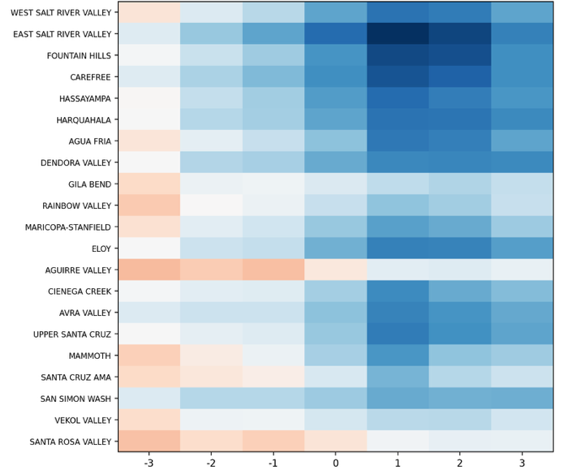 WEST SALT RIVER VALLEY
EAST SALT RIVER VALLEY
FOUNTAIN HILLS
CAREFREE
HASSAYAMPA
HARQUAHALA
AGUA FRIA
DENDORA VALLEY
GILA BEND
RAINBOW VALLEY
MARICOPA-STANFIELD
ELOY
AGUIRRE VALLEY
CIENEGA CREEK
AVRA VALLEY
UPPER SANTA CRUZ
MAMMOTH
SANTA CRUZ AMA
SAN SIMON WASH
VEKOL VALLEY
SANTA ROSA VALLEY
-3 -2 -1 0 1 2 3